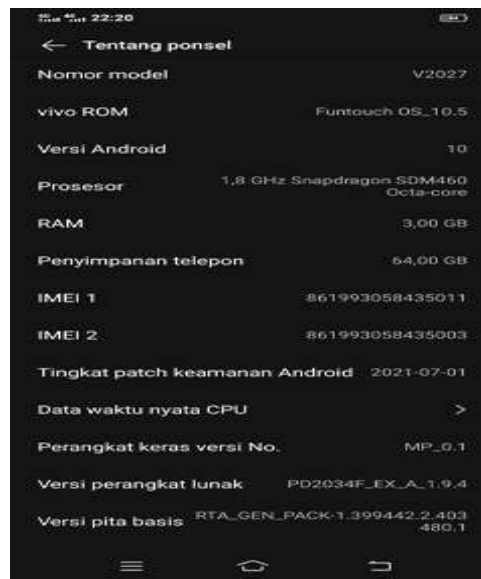 22:20
Tentang ponsel
Nomor model V2027
vivo ROM Funtouch OS_10.5
Versi Android 10
Prosesor 1,8 GHz Snapdragon SDM460
Octa-core
RAM 3,00 GB
Penyimpanan telepon 64,00 GB
IMEI 1 861993058435011
IMEI 2 861993058435003
Tingkat patch keamanan Android 2021-07-01
Data waktu nyata CPU >
Perangkat keras versi No. MP_0.1
Versi perangkat lunak PD2034F_EX_A_1.9.4
Versi pita basis RTA_GEN_PACK-1.399442.2.403
480.1